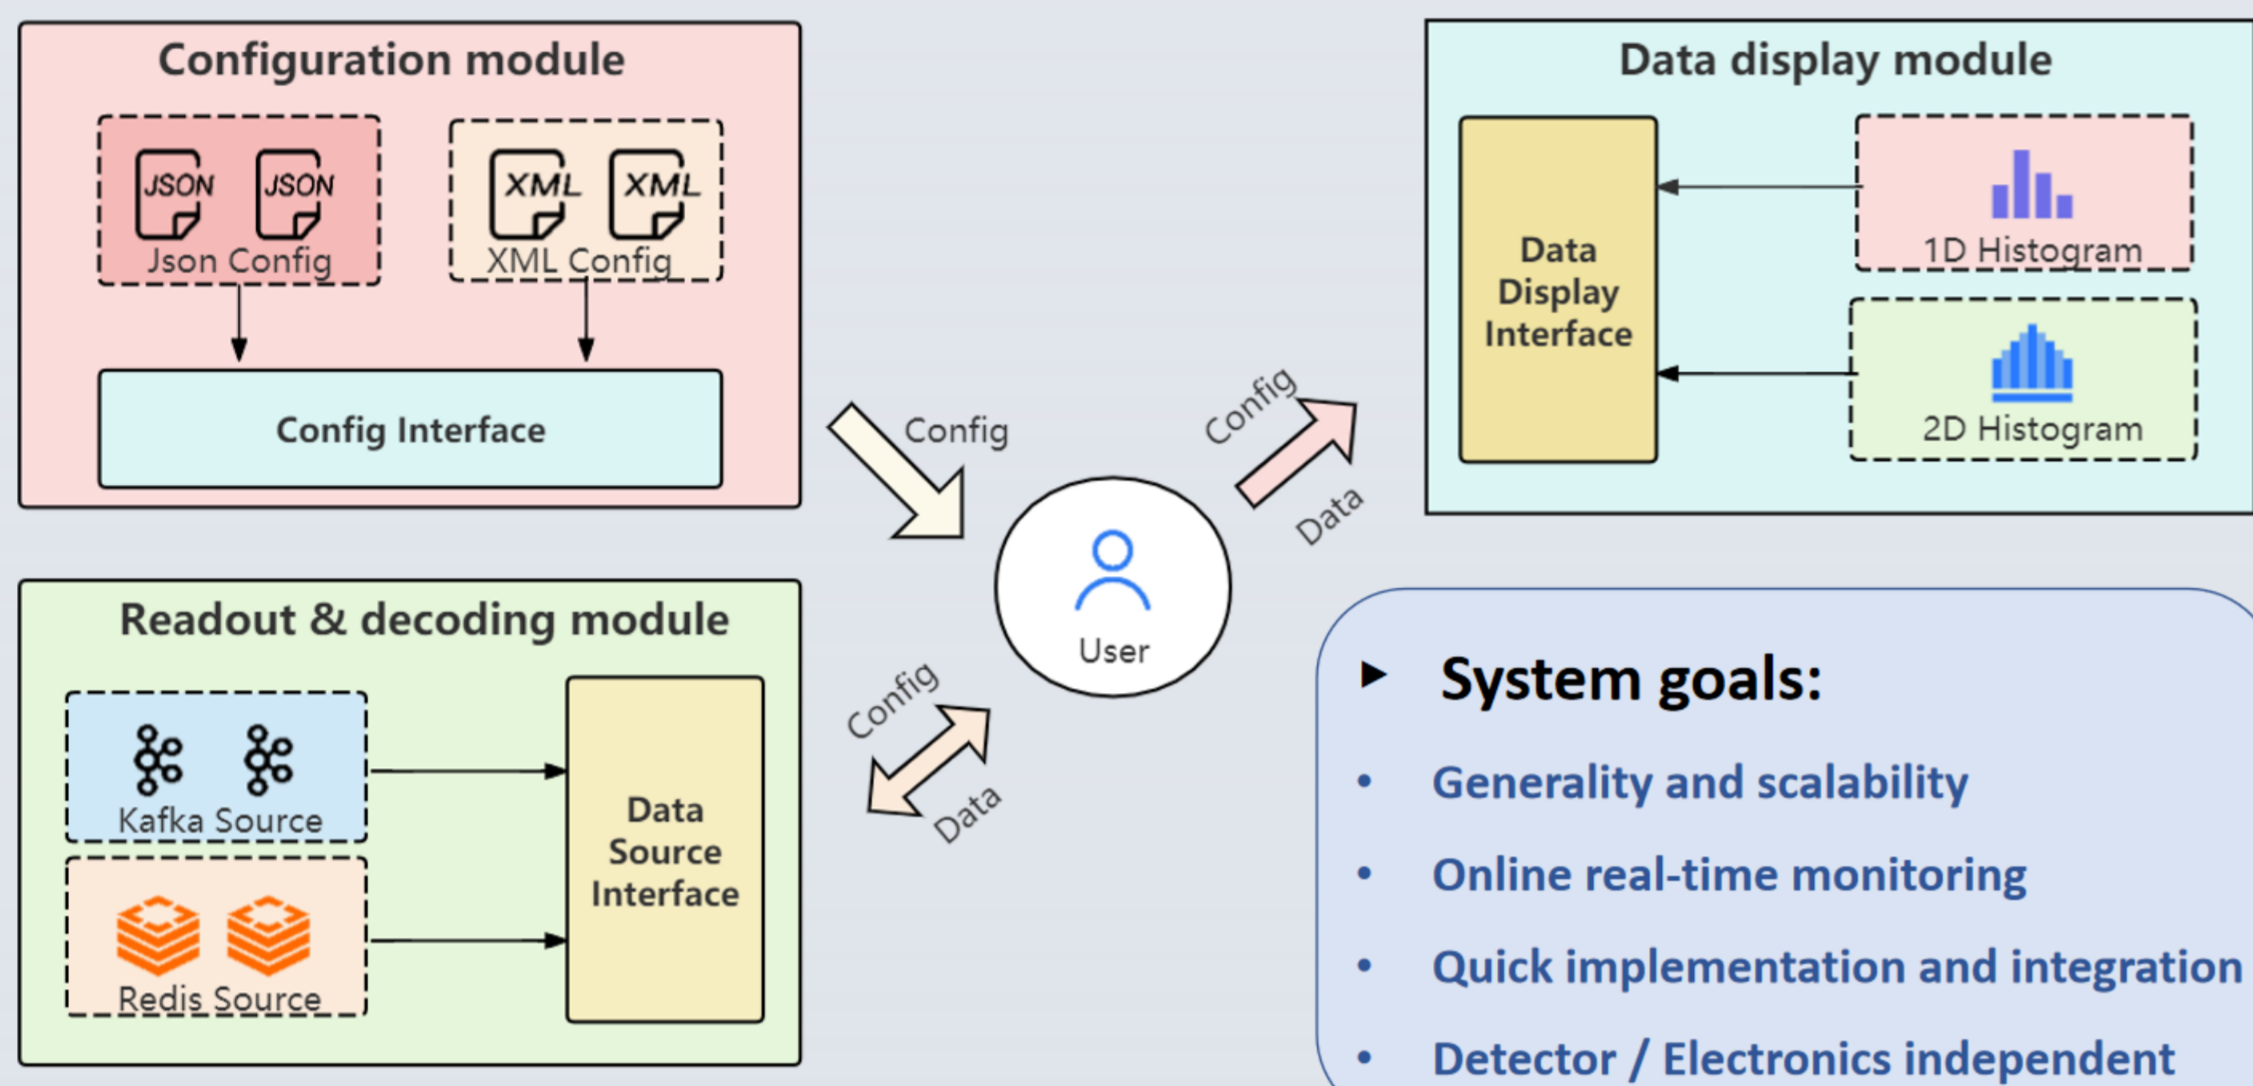 Configuration module
JSON JSON
Json Config
XML XML
XML Config
Config Interface
Config
Readout & decoding module
Kafka Source
Redis Source
Data
Source
Interface
Config
Data
User
Config
Data
Data display module
Data
Display
Interface
1D Histogram
2D Histogram
► System goals:
• Generality and scalability
• Online real-time monitoring
• Quick implementation and integration
• Detector / Electronics independent